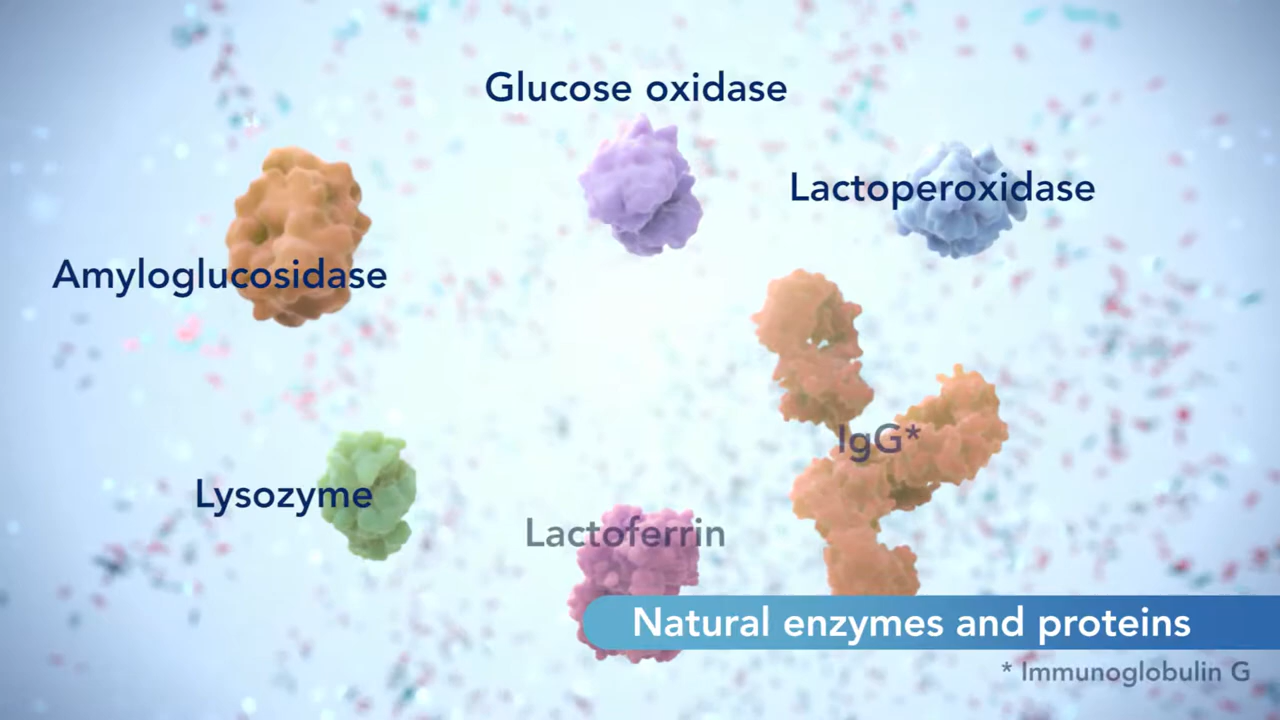 Glucose oxidase
Lactoperoxidase
Amyloglucosidase
IgG*
Lysozyme
Lactoferrin
Natural enzymes and proteins
* Immunoglobulin G